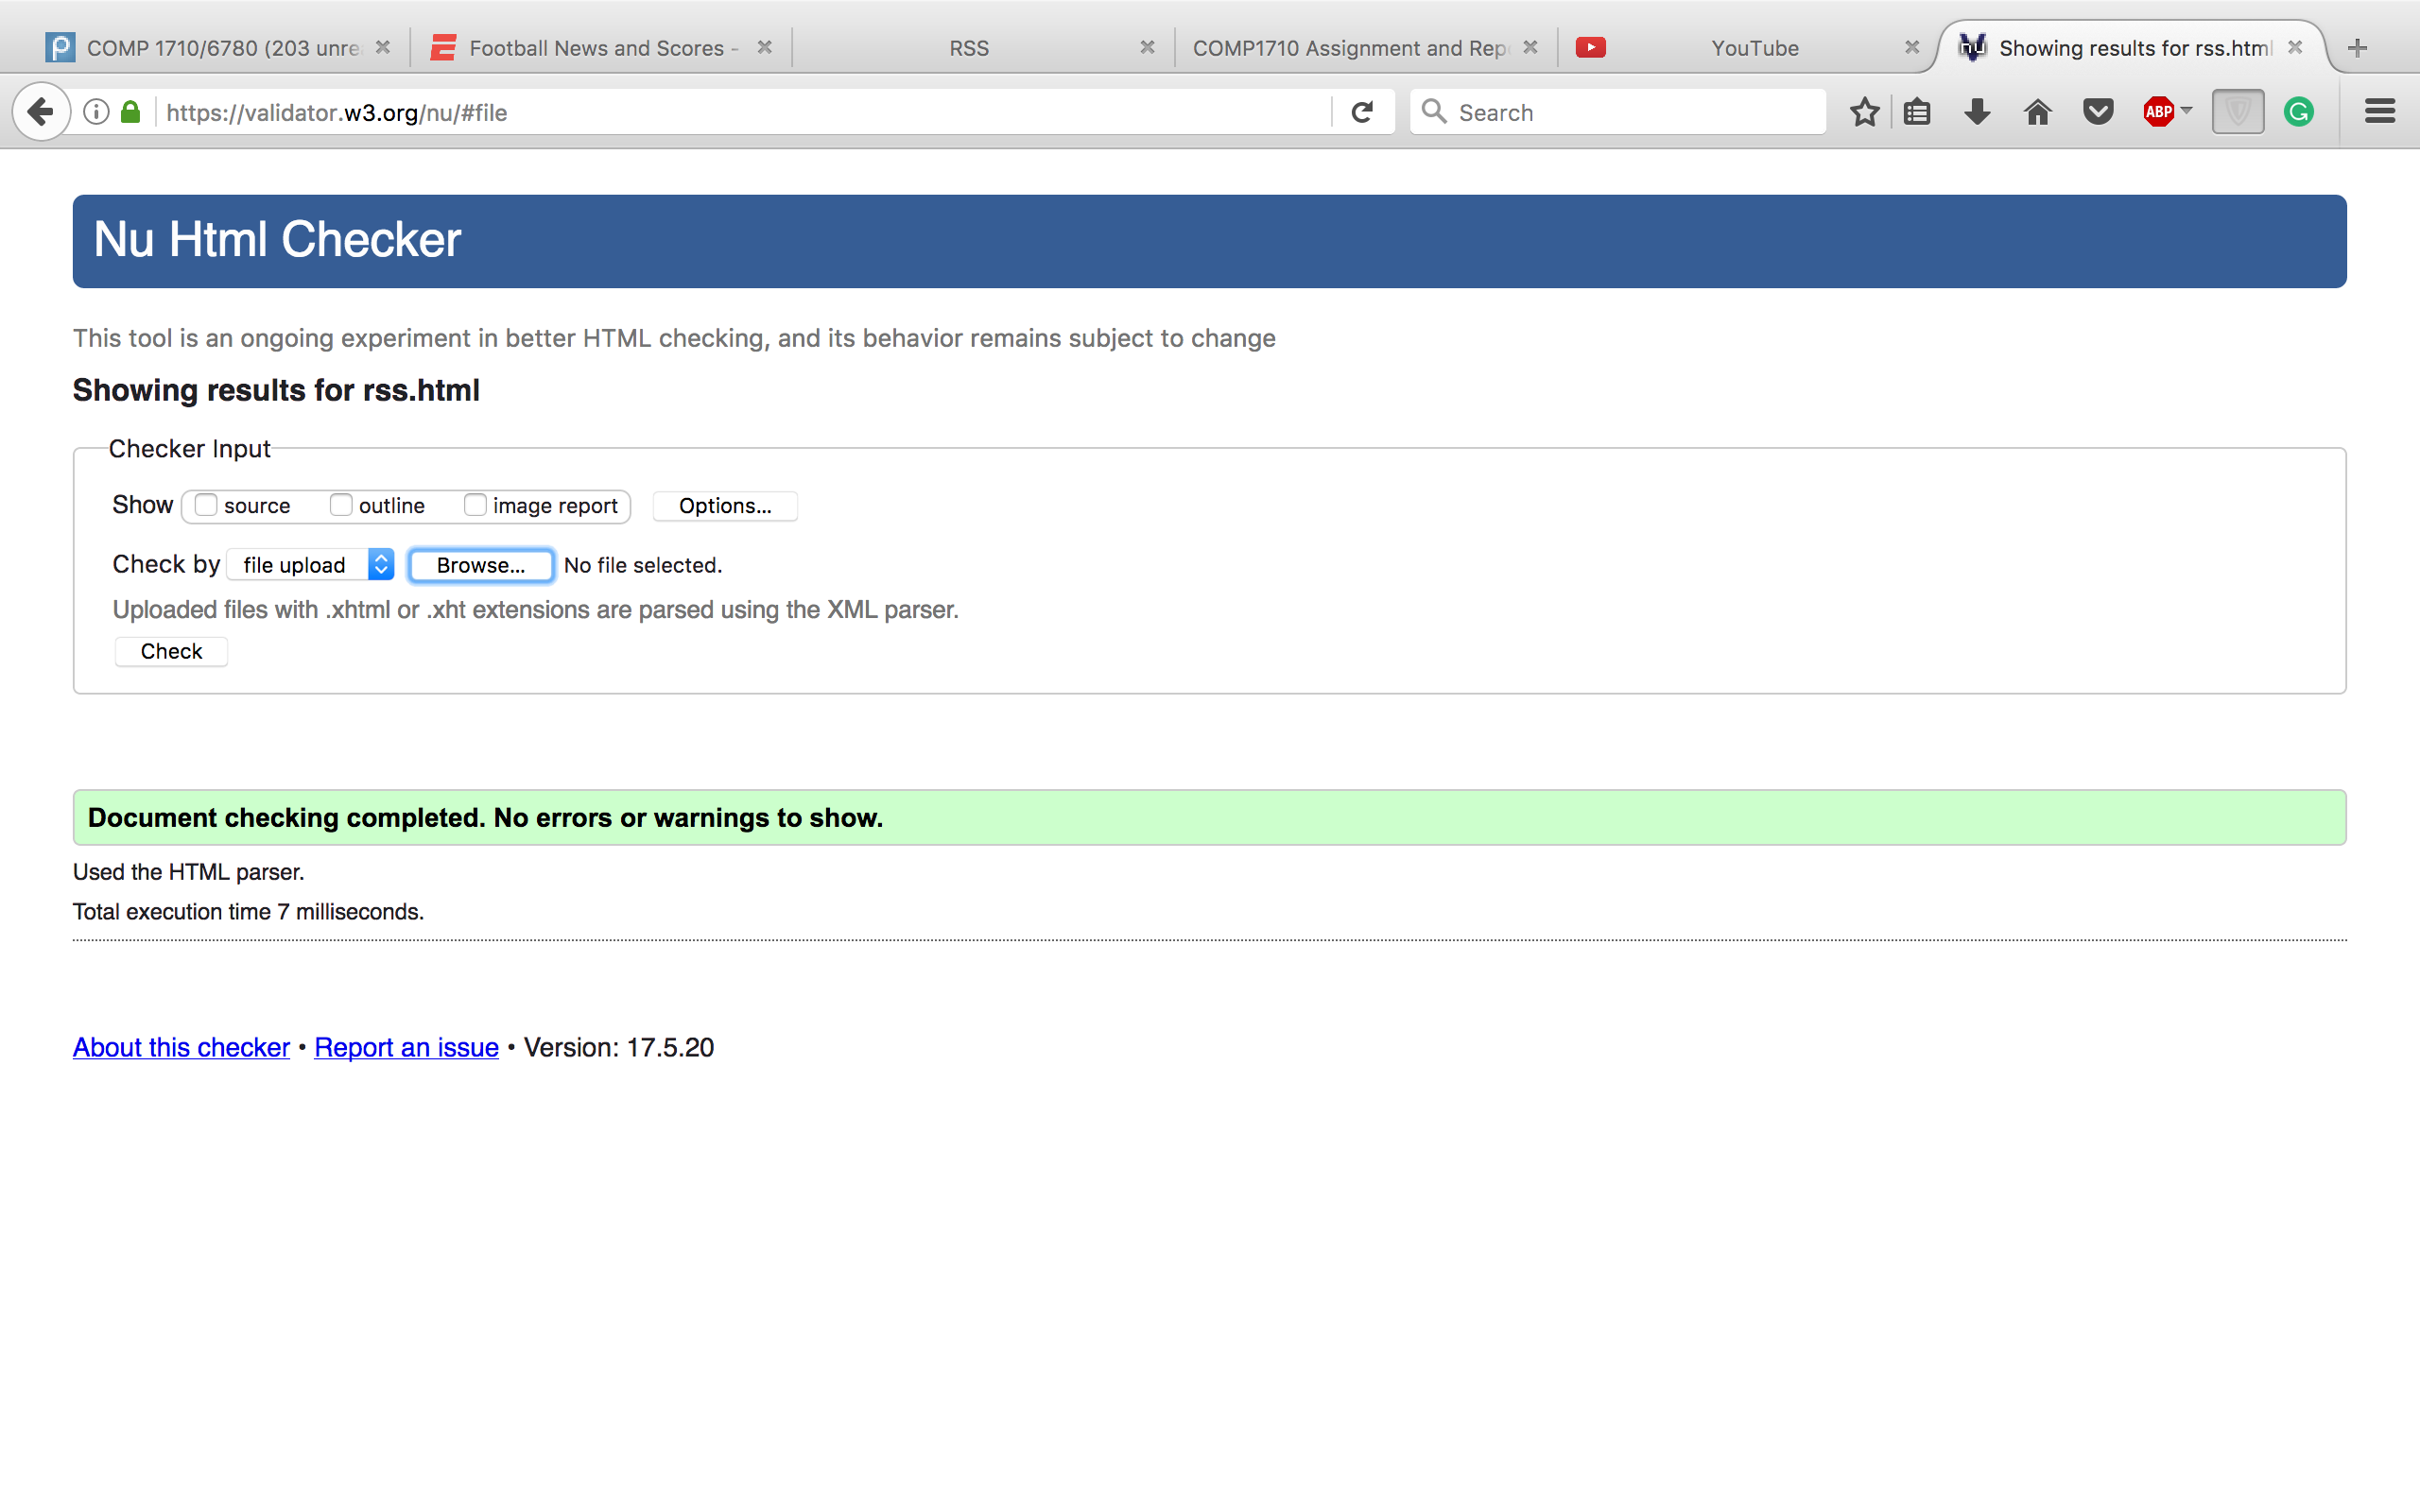 COMP 1710/6780 (203 unre
Football News and Scores -
RSS
COMP1710 Assignment and Rep
YouTube
nu
Showing results for rss.html
https://validator.w3.org/nu/#file
Search
ABP
Nu Html Checker
This tool is an ongoing experiment in better HTML checking, and its behavior remains subject to change
Showing results for rss.html
Checker Input
Show source outline image report Options...
Check by file upload Browse... No file selected.
Uploaded files with .xhtml or .xht extensions are parsed using the XML parser.
Check
Document checking completed. No errors or warnings to show.
Used the HTML parser.
Total execution time 7 milliseconds.
About this checker • Report an issue • Version: 17.5.20